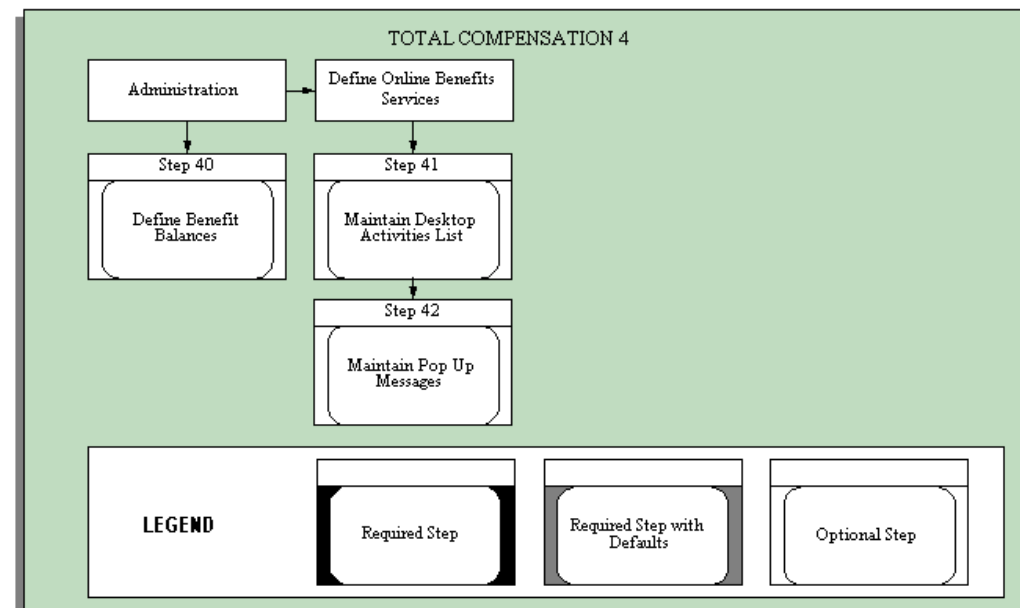 TOTAL COMPENSATION 4
Administration
Define Online Benefits
Services
Step 40
Define Benefit
Balances
Step 41
Maintain Desktop
Activities List
Step 42
Maintain Pop Up
Messages
LEGEND
Required Step
Required Step with
Defaults
Optional Step